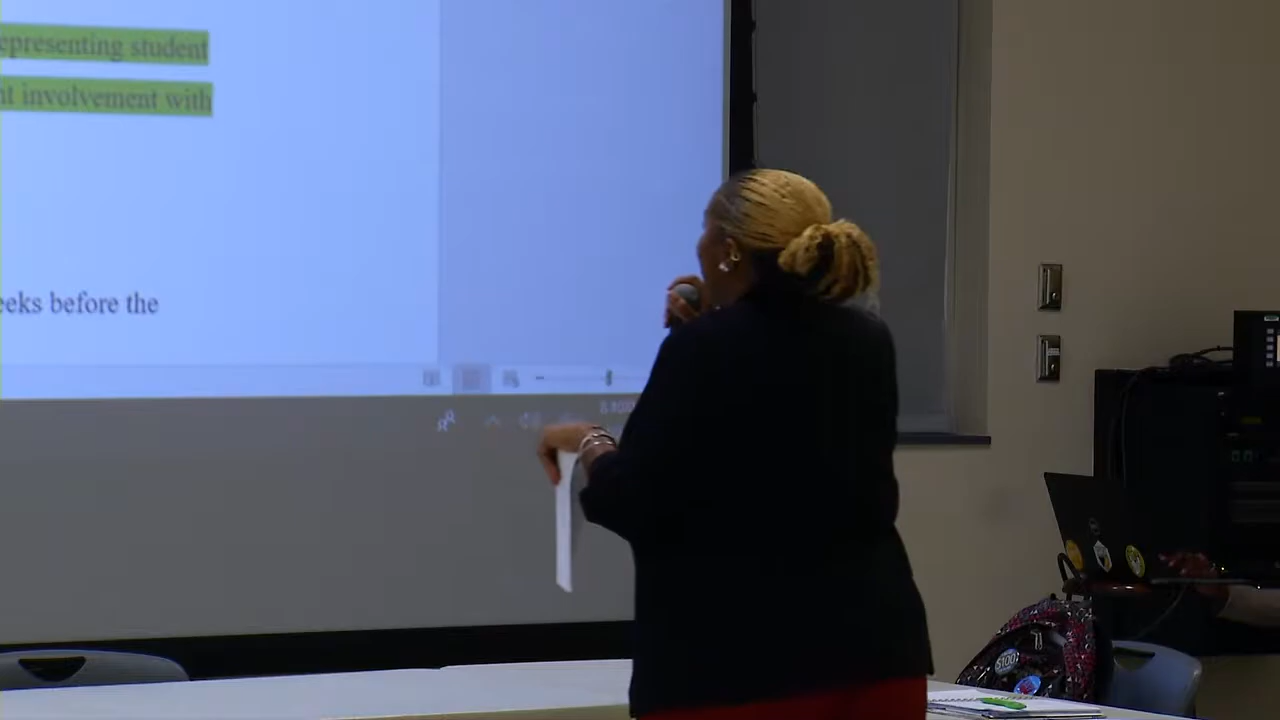 epresenting student
nt involvement with
eeks before the